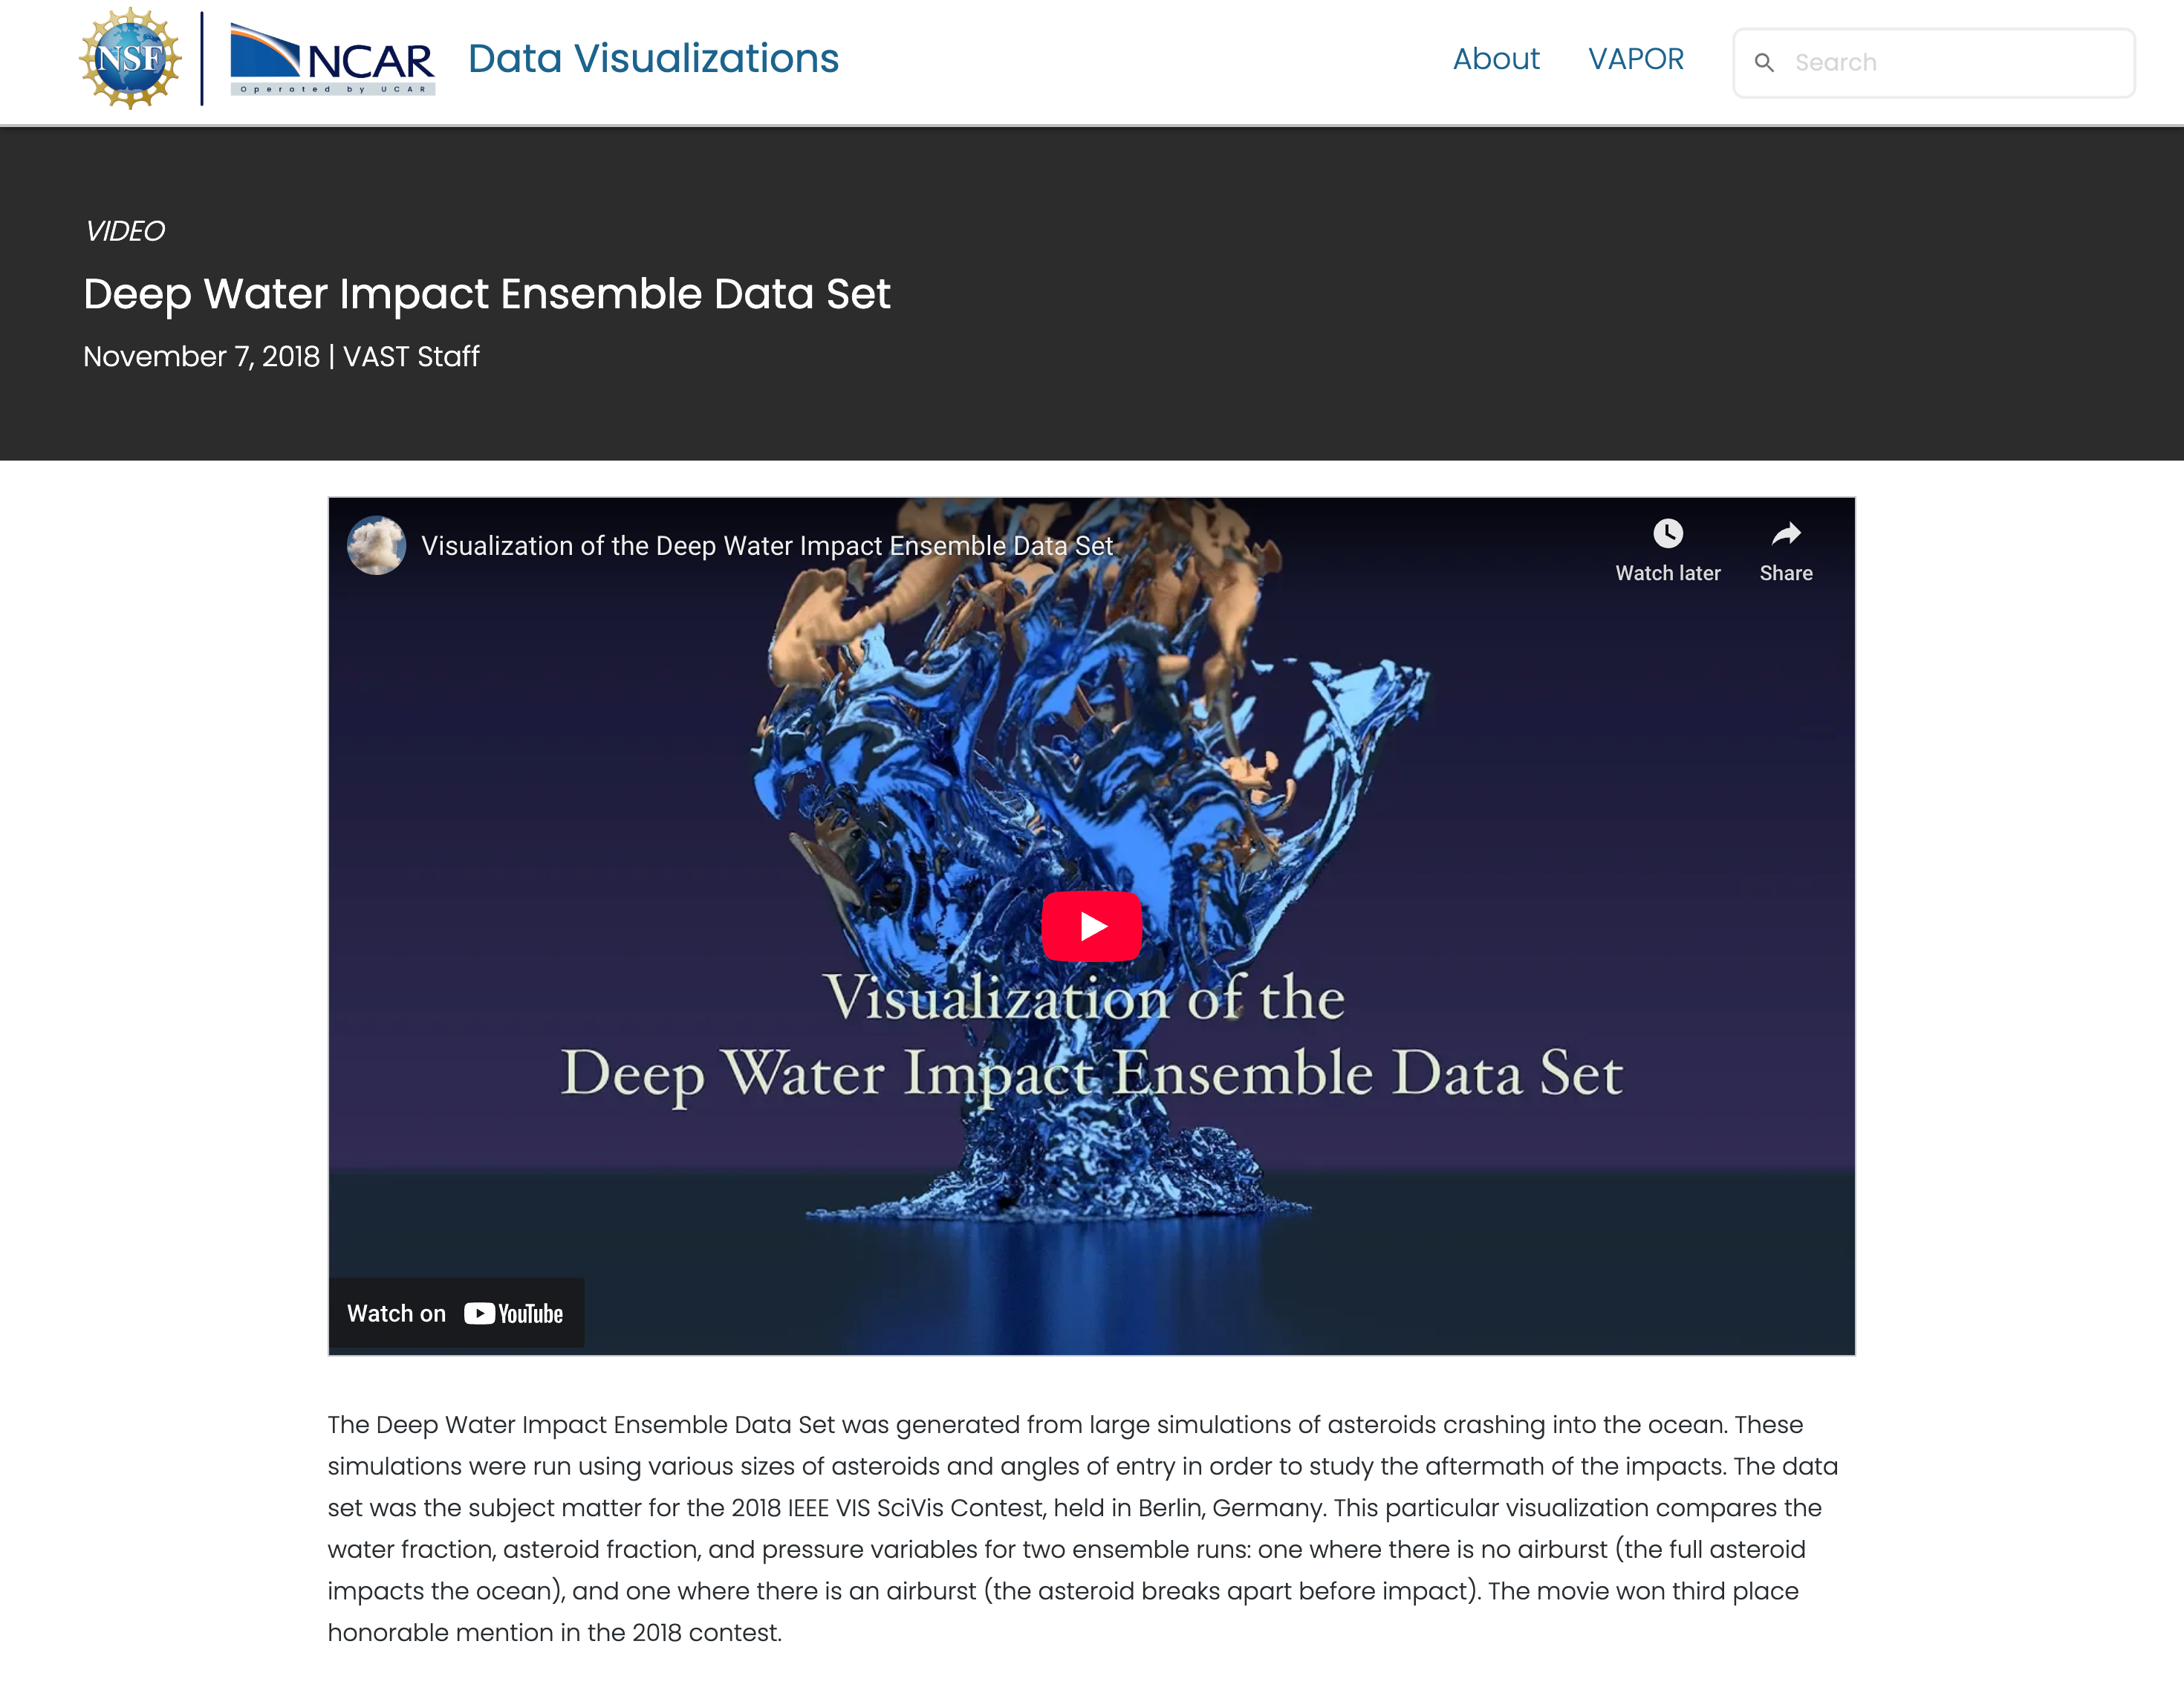 NSF
NCAR
Operated by UCAR
Data Visualizations
About
VAPOR
Search
VIDEO
Deep Water Impact Ensemble Data Set
November 7, 2018 | VAST Staff
Visualization of the Deep Water Impact Ensemble Data Set
Watch later
Share
Visualization of the
Deep Water Impact Ensemble Data Set
Watch on YouTube
The Deep Water Impact Ensemble Data Set was generated from large simulations of asteroids crashing into the ocean. These
simulations were run using various sizes of asteroids and angles of entry in order to study the aftermath of the impacts. The data
set was the subject matter for the 2018 IEEE VIS SciVis Contest, held in Berlin, Germany. This particular visualization compares the
water fraction, asteroid fraction, and pressure variables for two ensemble runs: one where there is no airburst (the full asteroid
impacts the ocean), and one where there is an airburst (the asteroid breaks apart before impact). The movie won third place
honorable mention in the 2018 contest.